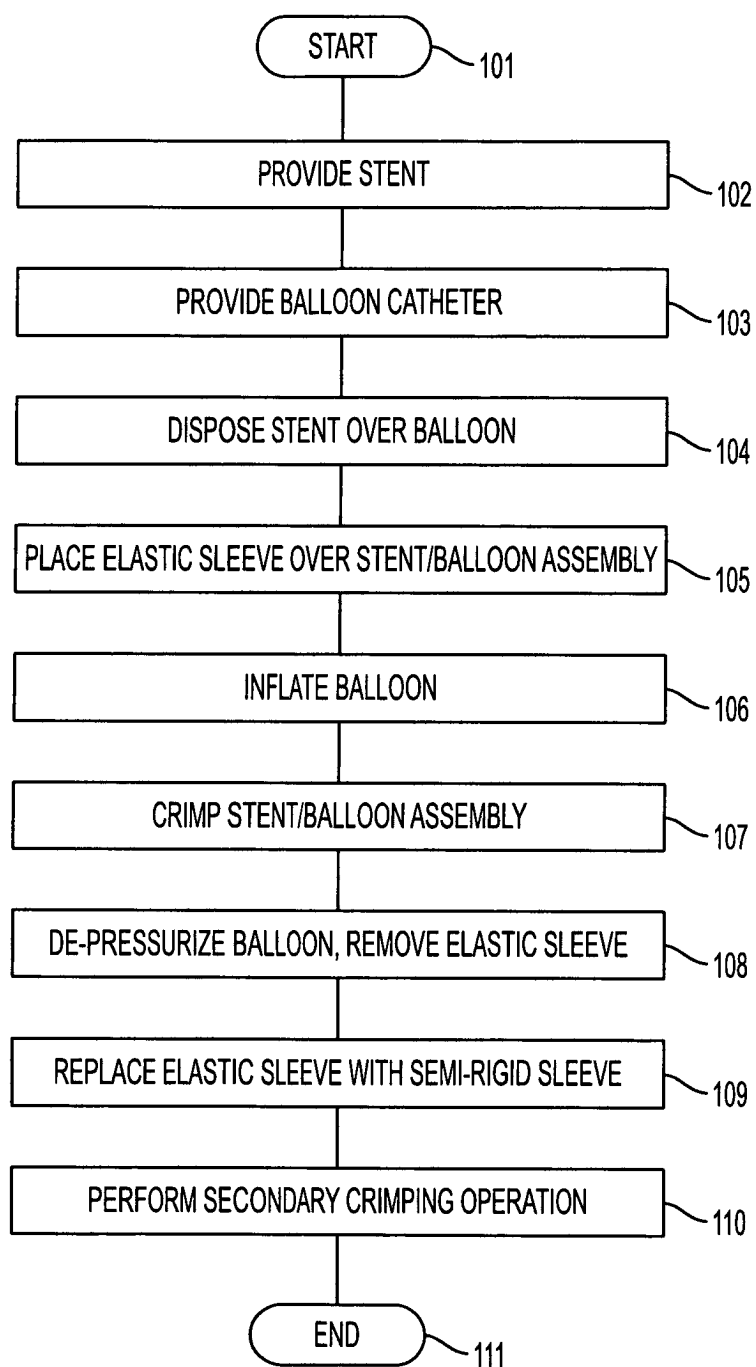 START
101
PROVIDE STENT
102
PROVIDE BALLOON CATHETER
103
DISPOSE STENT OVER BALLOON
104
PLACE ELASTIC SLEEVE OVER STENT/BALLOON ASSEMBLY
105
INFLATE BALLOON
106
CRIMP STENT/BALLOON ASSEMBLY
107
DE-PRESSURIZE BALLOON, REMOVE ELASTIC SLEEVE
108
REPLACE ELASTIC SLEEVE WITH SEMI-RIGID SLEEVE
109
PERFORM SECONDARY CRIMPING OPERATION
110
END
111